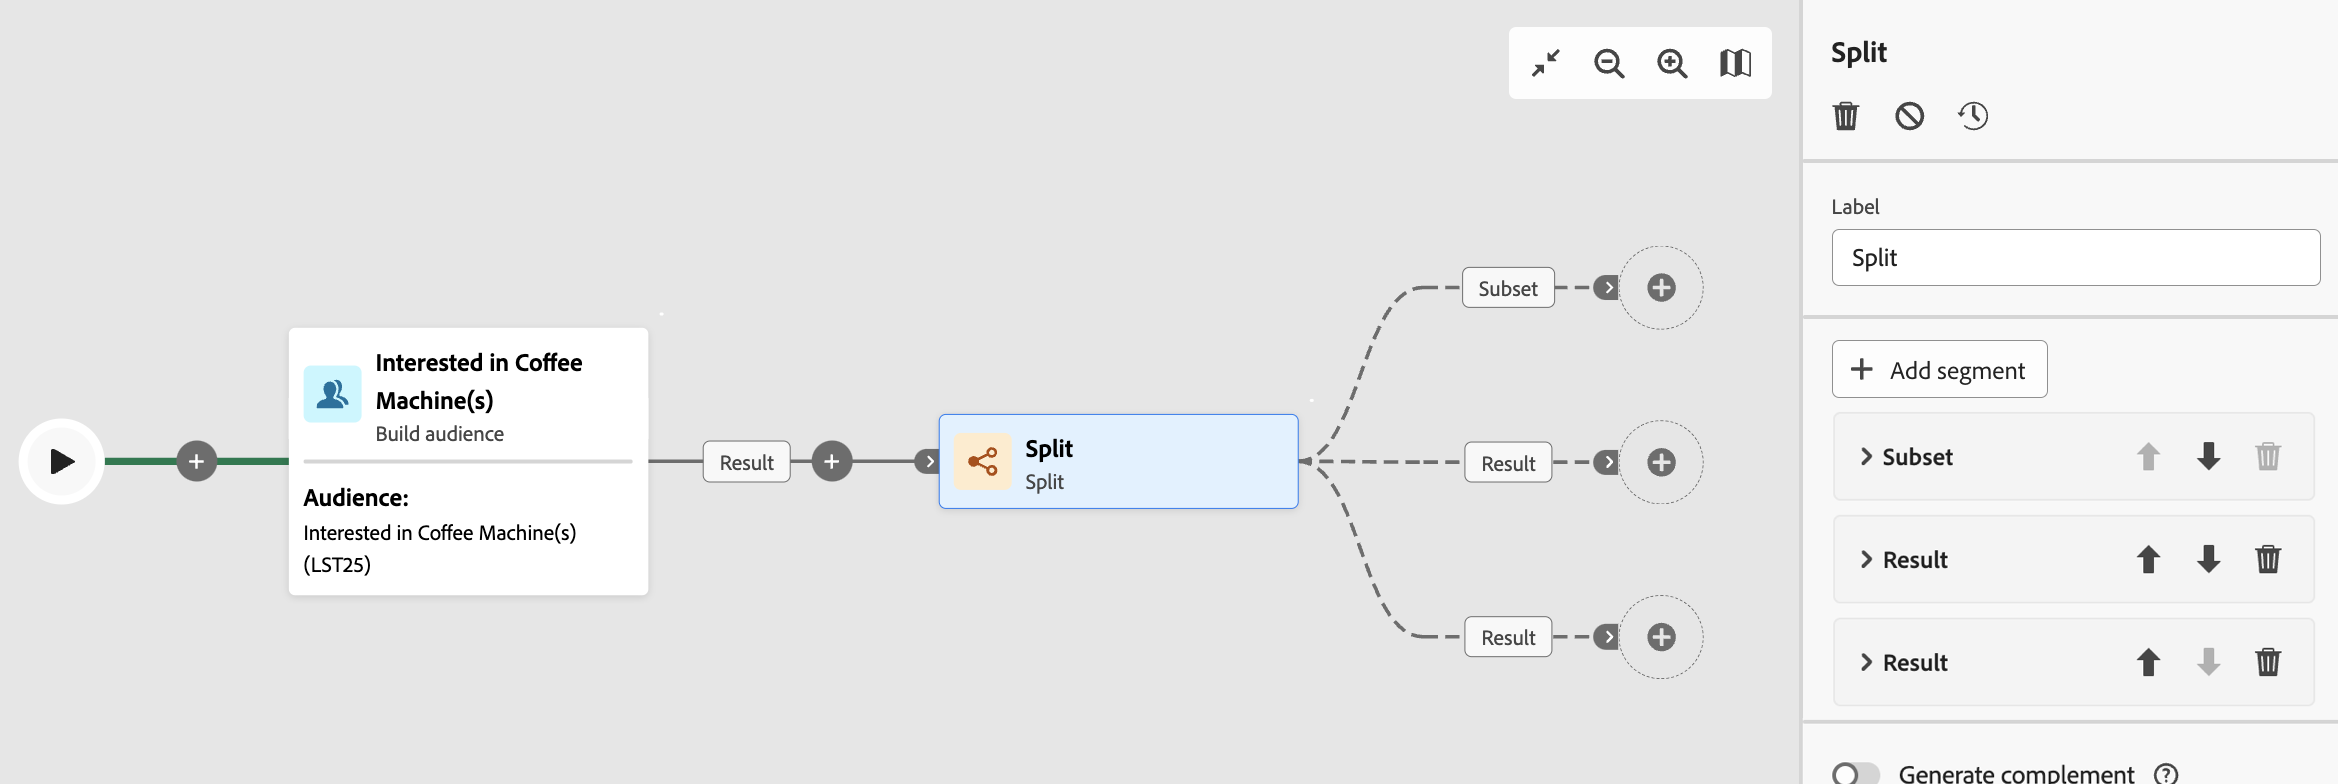 Interested in Coffee
Machine(s)
Build audience
Audience:
Interested in Coffee Machine(s)
(LST25)
Result
Split
Split
Subset
Result
Result
Split
Label
Split
Add segment
Subset
Result
Result
Generate complement